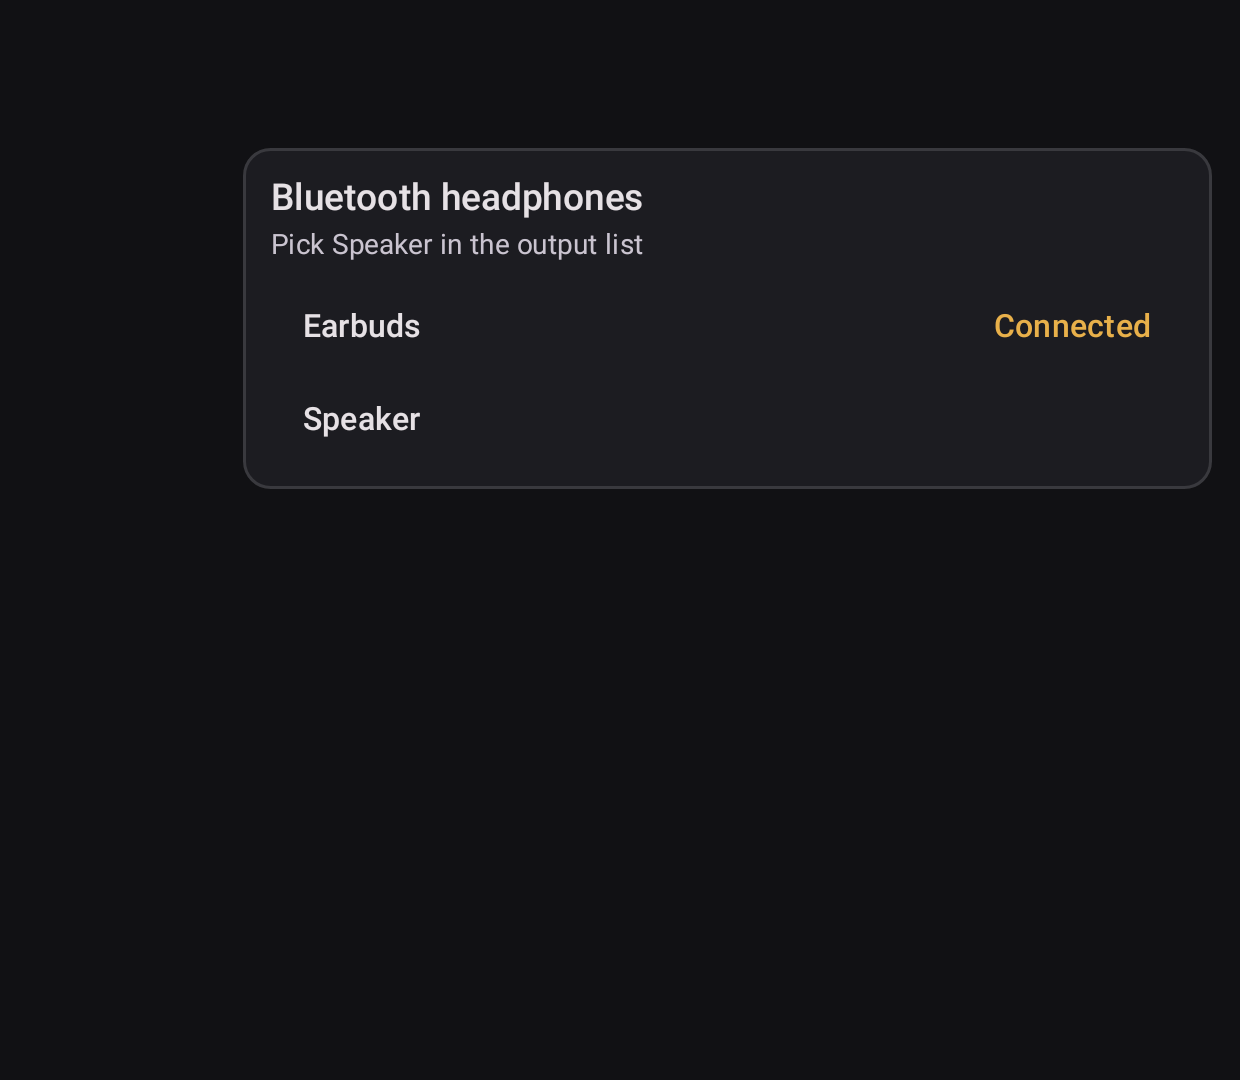 Bluetooth headphones
Pick Speaker in the output list
Earbuds Connected
Speaker